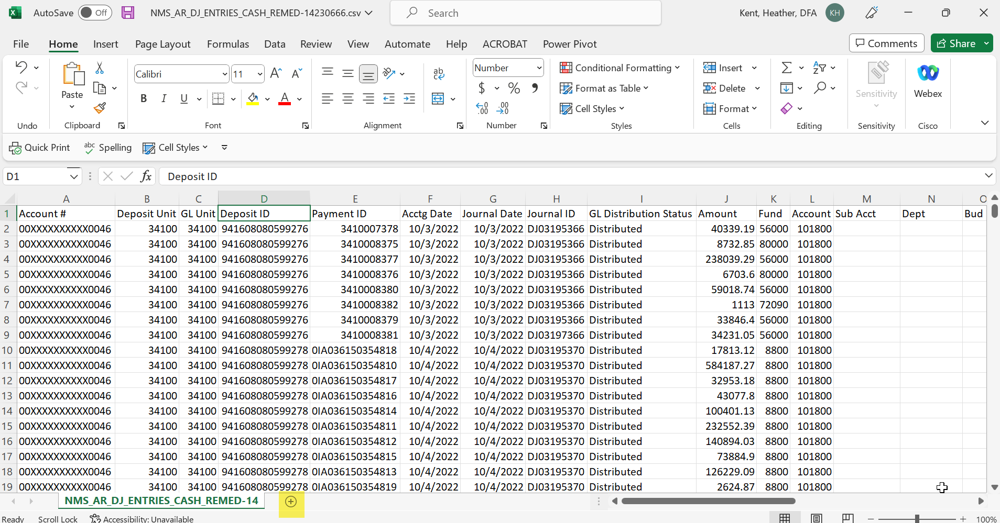 AutoSave Off NMS_AR_DJ_ENTRIES_CASH_REMED-14230666.csv Search Kent, Heather, DFA KH
File Home Insert Page Layout Formulas Data Review View Automate Help ACROBAT Power Pivot Comments Share
Calibri 11 Number Conditional Formatting Insert
Paste Format as Table Delete Sensitivity Webex
Cell Styles Format
Undo Clipboard Font Alignment Number Styles Cells Editing Sensitivity Cisco
Quick Print Spelling Cell Styles
D1 fx Deposit ID
A B C D E F G H I J K L M N O
1 Account # Deposit Unit GL Unit Deposit ID Payment ID Acctg Date Journal Date Journal ID GL Distribution Status Amount Fund Account Sub Acct Dept Bud
2 00XXXXXXXXXX0046 34100 34100 941608080599276 3410007378 10/3/2022 10/3/2022 DJ03195366 Distributed 40339.19 56000 101800
3 00XXXXXXXXXX0046 34100 34100 941608080599276 3410008375 10/3/2022 10/3/2022 DJ03195366 Distributed 8732.85 80000 101800
4 00XXXXXXXXXX0046 34100 34100 941608080599276 3410008377 10/3/2022 10/3/2022 DJ03195366 Distributed 238039.29 56000 101800
5 00XXXXXXXXXX0046 34100 34100 941608080599276 3410008376 10/3/2022 10/3/2022 DJ03195366 Distributed 6703.6 80000 101800
6 00XXXXXXXXXX0046 34100 34100 941608080599276 3410008380 10/3/2022 10/3/2022 DJ03195366 Distributed 59018.74 56000 101800
7 00XXXXXXXXXX0046 34100 34100 941608080599276 3410008382 10/3/2022 10/3/2022 DJ03195366 Distributed 1113 72090 101800
8 00XXXXXXXXXX0046 34100 34100 941608080599276 3410008379 10/3/2022 10/3/2022 DJ03195366 Distributed 33846.4 56000 101800
9 00XXXXXXXXXX0046 34100 34100 941608080599276 3410008381 10/3/2022 10/3/2022 DJ03197366 Distributed 34231.05 56000 101800
10 00XXXXXXXXXX0046 34100 34100 941608080599278 0IA036150354818 10/4/2022 10/4/2022 DJ03195370 Distributed 17813.12 8800 101800
11 00XXXXXXXXXX0046 34100 34100 941608080599278 0IA036150354810 10/4/2022 10/4/2022 DJ03195370 Distributed 584187.27 8800 101800
12 00XXXXXXXXXX0046 34100 34100 941608080599278 0IA036150354817 10/4/2022 10/4/2022 DJ03195370 Distributed 32953.18 8800 101800
13 00XXXXXXXXXX0046 34100 34100 941608080599278 0IA036150354816 10/4/2022 10/4/2022 DJ03195370 Distributed 43077.8 8800 101800
14 00XXXXXXXXXX0046 34100 34100 941608080599278 0IA036150354814 10/4/2022 10/4/2022 DJ03195370 Distributed 100401.13 8800 101800
15 00XXXXXXXXXX0046 34100 34100 941608080599278 0IA036150354811 10/4/2022 10/4/2022 DJ03195370 Distributed 232552.39 8800 101800
16 00XXXXXXXXXX0046 34100 34100 941608080599278 0IA036150354812 10/4/2022 10/4/2022 DJ03195370 Distributed 140894.03 8800 101800
17 00XXXXXXXXXX0046 34100 34100 941608080599278 0IA036150354815 10/4/2022 10/4/2022 DJ03195370 Distributed 73884.9 8800 101800
18 00XXXXXXXXXX0046 34100 34100 941608080599278 0IA036150354813 10/4/2022 10/4/2022 DJ03195370 Distributed 126229.09 8800 101800
19 00XXXXXXXXXX0046 34100 34100 941608080599278 0IA036150354819 10/4/2022 10/4/2022 DJ03195370 Distributed 2624.87 8800 101800
NMS_AR_DJ_ENTRIES_CASH_REMED-14
Ready Scroll Lock Accessibility: Unavailable 100%